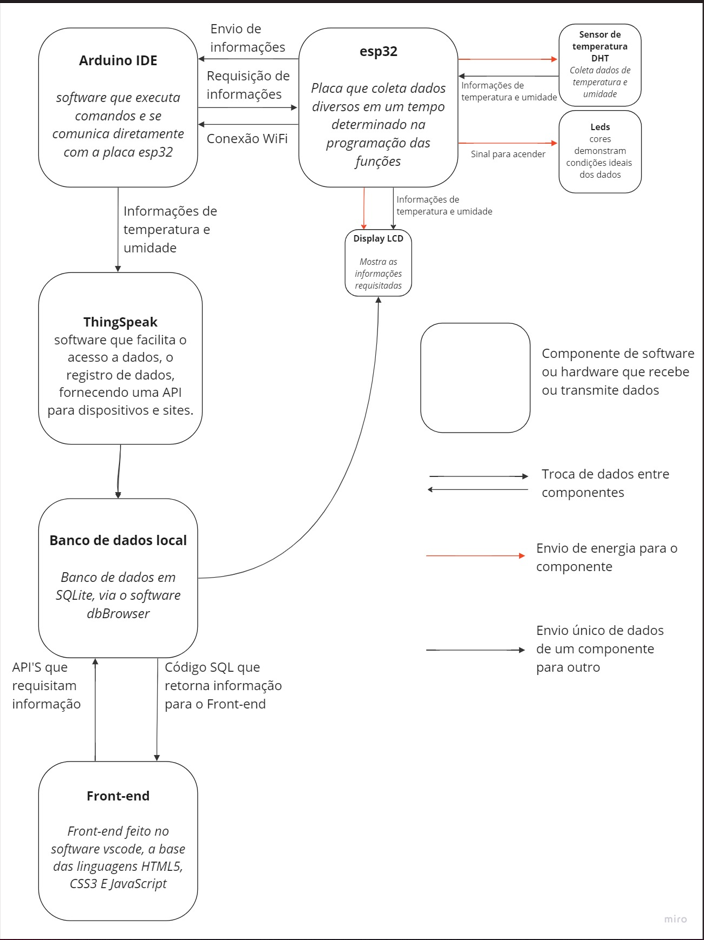 Arduino IDE
software que executa
comandos e se
comunica diretamente
com a placa esp32
Envio de
informações
Requisição de
informações
Conexão WiFi
esp32
Placa que coleta dados
diversos em um tempo
determinado na
programação das
funções
Sensor de
temperatura
DHT
Coleta dados de
temperatura e
umidade
Informações de
temperatura e umidade
Leds
cores
demonstram
condições ideais
dos dados
Sinal para acender
Informações de
temperatura e umidade
Display LCD
Mostra as
informações
requisitadas
Informações de
temperatura e
umidade
ThingSpeak
software que facilita o
acesso a dados, o
registro de dados,
fornecendo uma API
para dispositivos e sites.
Componente de software
ou hardware que recebe
ou transmite dados
Troca de dados entre
componentes
Envio de energia para o
componente
Envio único de dados
de um componente
para outro
Banco de dados local
Banco de dados em
SQLite, via o software
dbBrowser
API'S que
requisitam
informação
Código SQL que
retorna informação
para o Front-end
Front-end
Front-end feito no
software vscode, a base
das linguagens HTML5,
CSS3 E JavaScript
miro